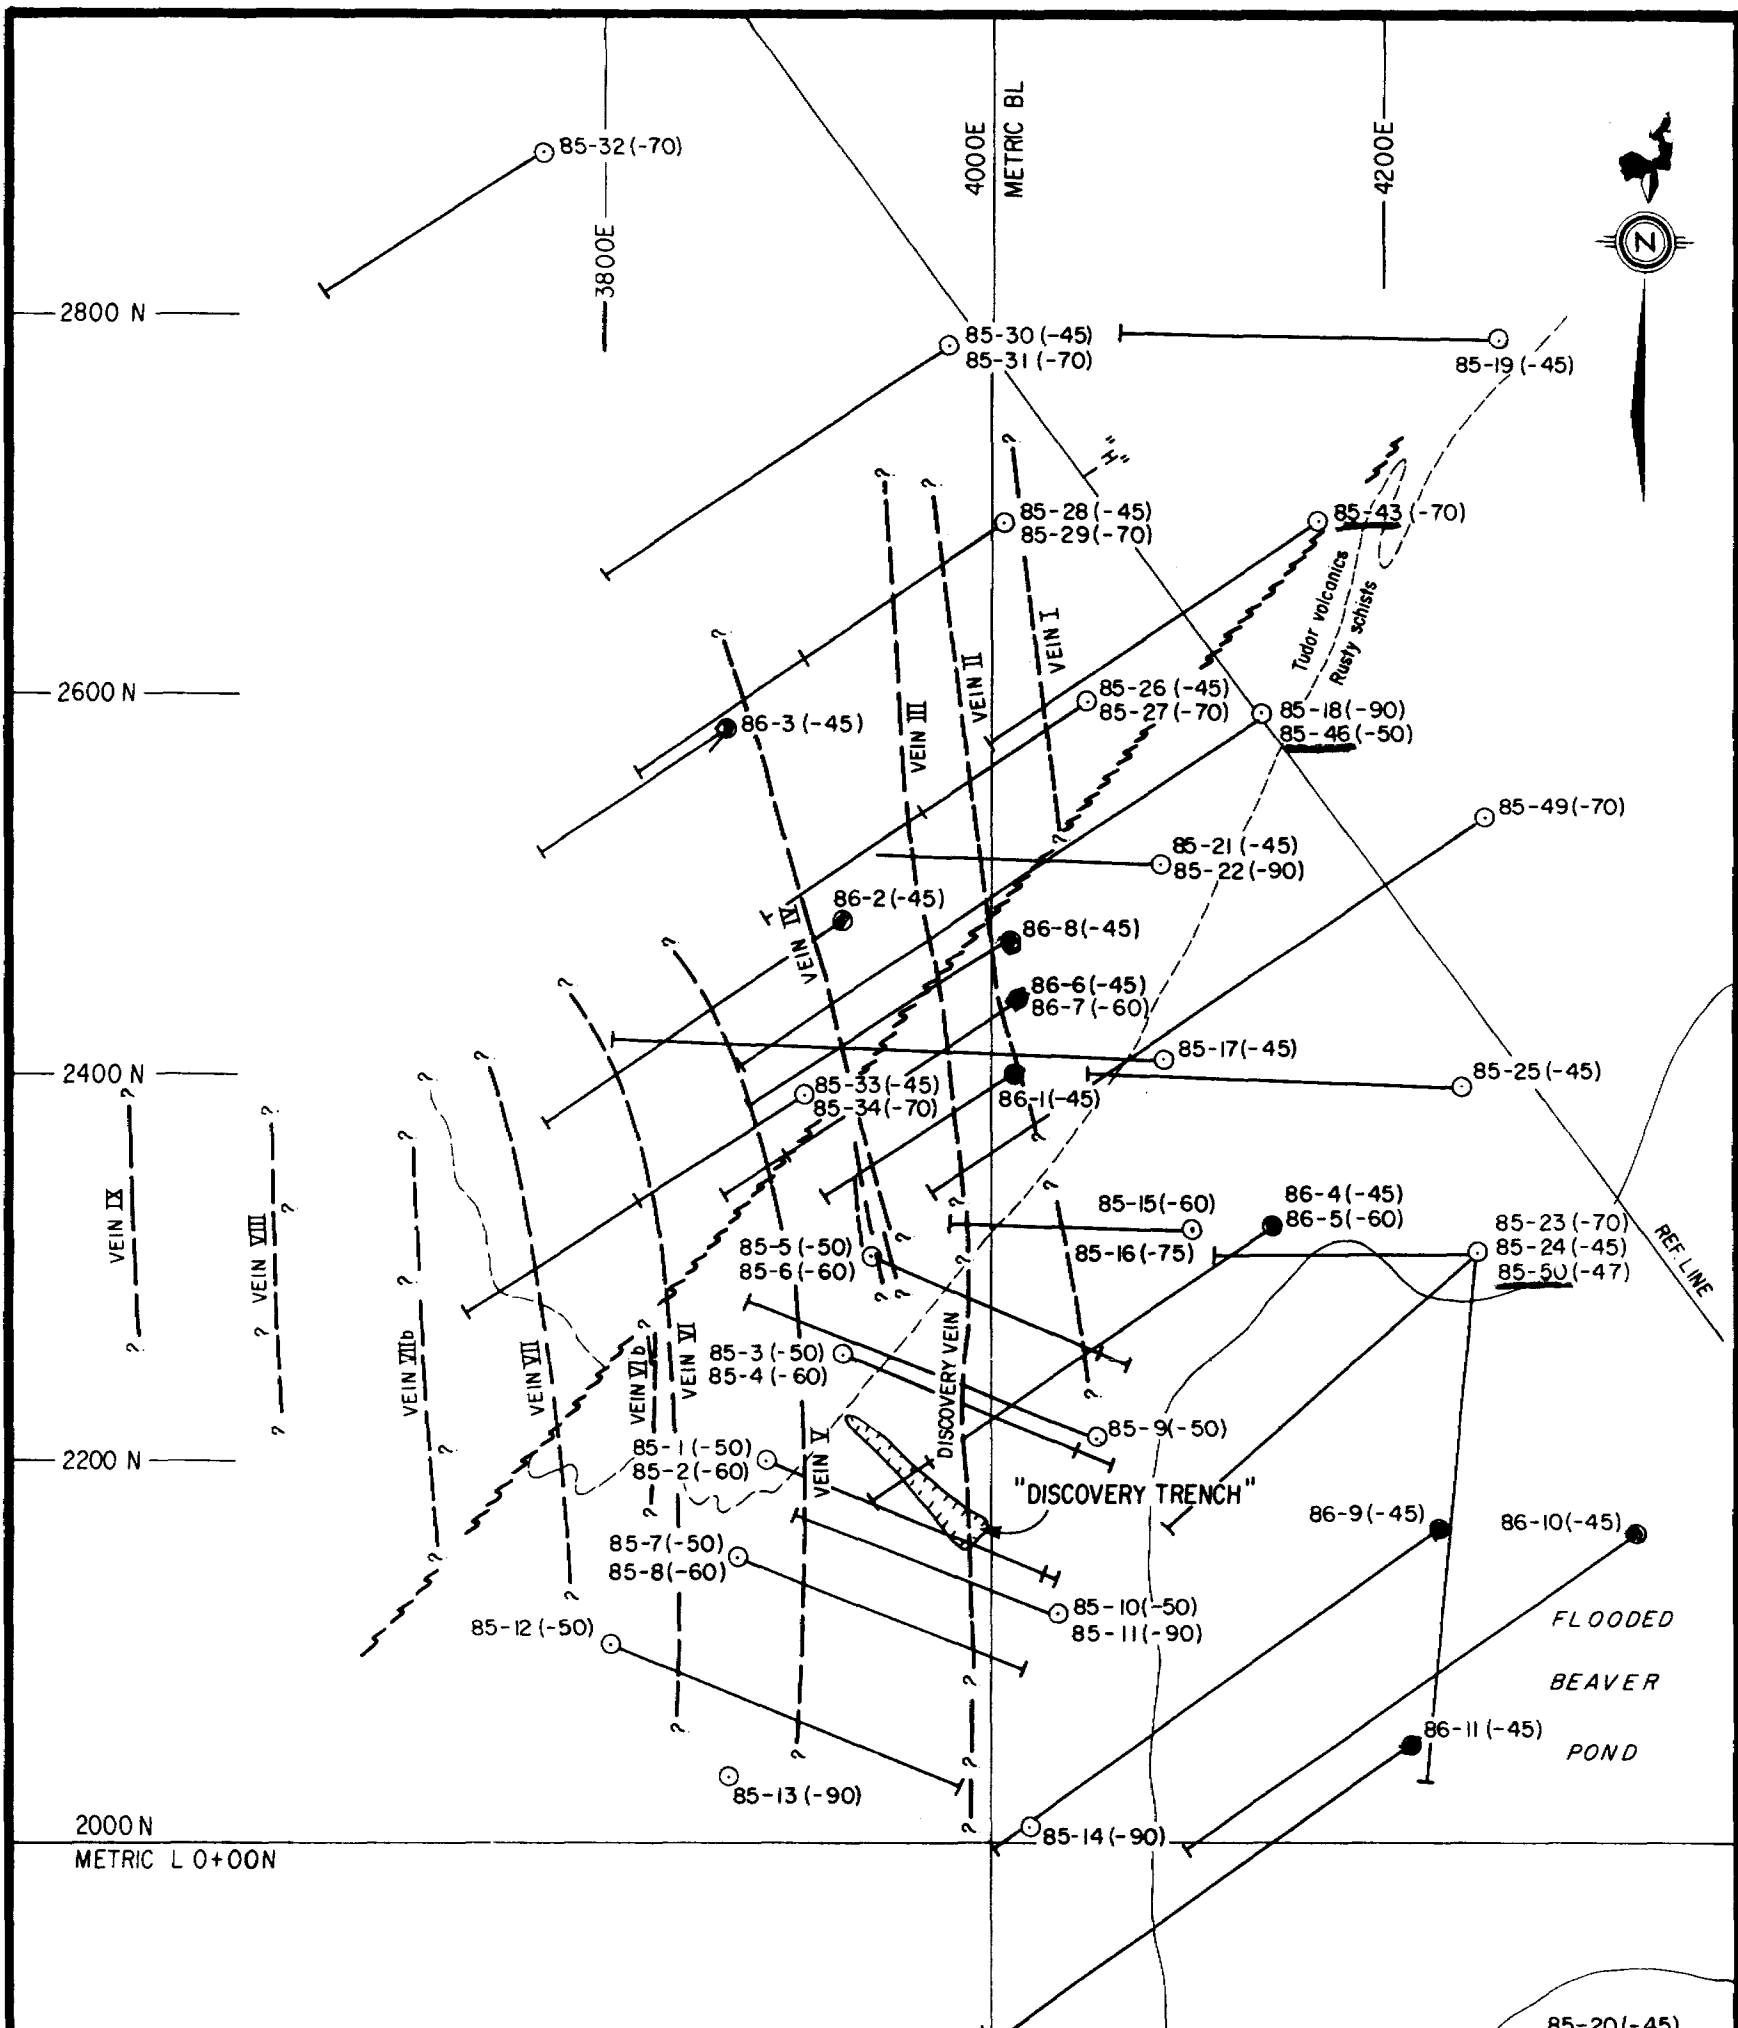 85-32 (-70)
4000E
METRIC BL
4200E
3800E
N
2800 N
85-30 (-45)
85-31 (-70)
85-19 (-45)
?
"H"
?
?
85-28 (-45)
85-29 (-70)
85-43 (-70)
Tudor volcanics
Rusty schists
?
VEIN I
VEIN II
VEIN III
2600 N
86-3 (-45)
85-26 (-45)
85-27 (-70)
85-18 (-90)
85-46 (-50)
85-49 (-70)
?
85-21 (-45)
85-22 (-90)
86-2 (-45)
VEIN IV
86-8 (-45)
?
?
86-6 (-45)
86-7 (-60)
85-17 (-45)
?
?
2400 N
85-25 (-45)
85-33 (-45)
85-34 (-70)
86-1 (-45)
?
?
?
?
?
VEIN IX
VEIN VIII
?
?
?
85-15 (-60)
85-16 (-75)
86-4 (-45)
86-5 (-60)
85-23 (-70)
85-24 (-45)
85-50 (-47)
REF. LINE
85-5 (-50)
85-6 (-60)
?
?
?
?
?
?
?
?
VEIN VIIb
VEIN VII
VEIN VIb
VEIN VI
85-3 (-50)
85-4 (-60)
DISCOVERY VEIN
?
85-9 (-50)
?
?
2200 N
85-1 (-50)
85-2 (-60)
VEIN V
"DISCOVERY TRENCH"
?
86-9 (-45)
86-10 (-45)
85-7 (-50)
85-8 (-60)
?
?
85-10 (-50)
85-11 (-90)
85-12 (-50)
FLOODED
BEAVER
POND
?
?
?
?
86-11 (-45)
85-13 (-90)
?
2000 N
METRIC L 0+00N
85-14 (-90)
85-20 (-45)